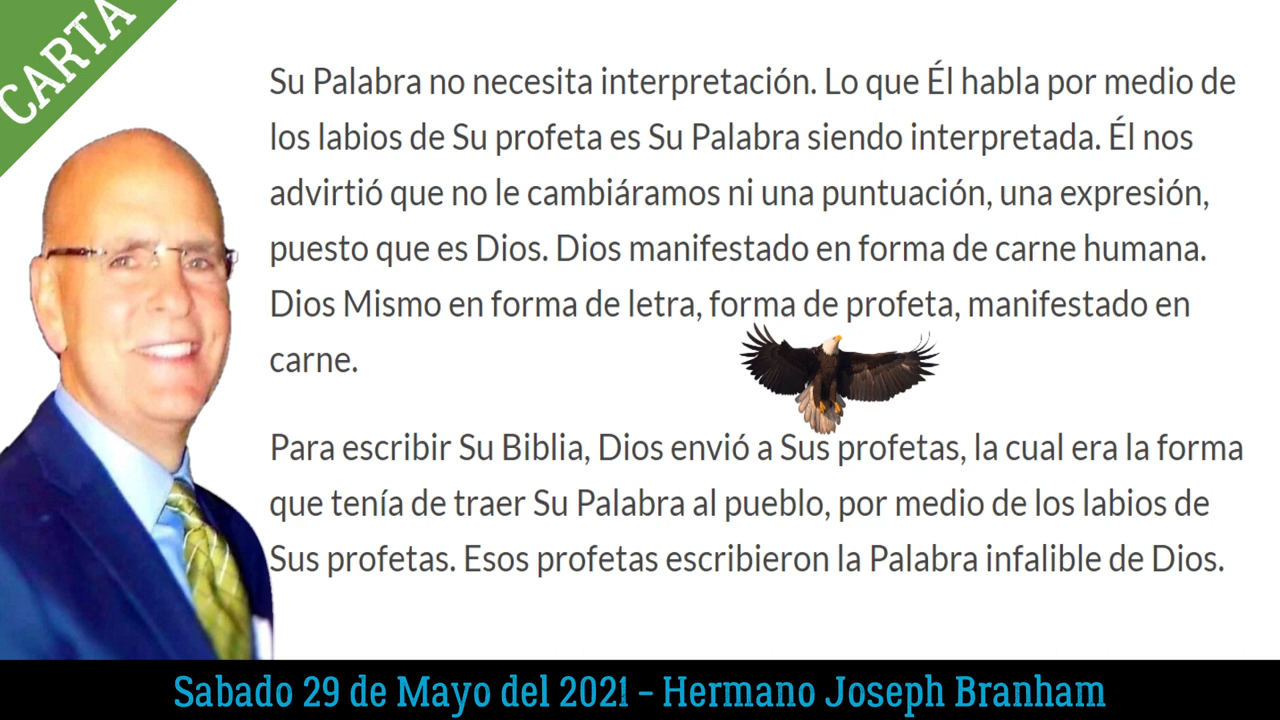 CARTA
Su Palabra no necesita interpretación. Lo que Él habla por medio de
los labios de Su profeta es Su Palabra siendo interpretada. Él nos
advirtió que no le cambiáramos ni una puntuación, una expresión,
puesto que es Dios. Dios manifestado en forma de carne humana.
Dios Mismo en forma de letra, forma de profeta, manifestado en
carne.
Para escribir Su Biblia, Dios envió a Sus profetas, la cual era la forma
que tenía de traer Su Palabra al pueblo, por medio de los labios de
Sus profetas. Esos profetas escribieron la Palabra infalible de Dios.
Sabado 29 de Mayo del 2021 - Hermano Joseph Branham